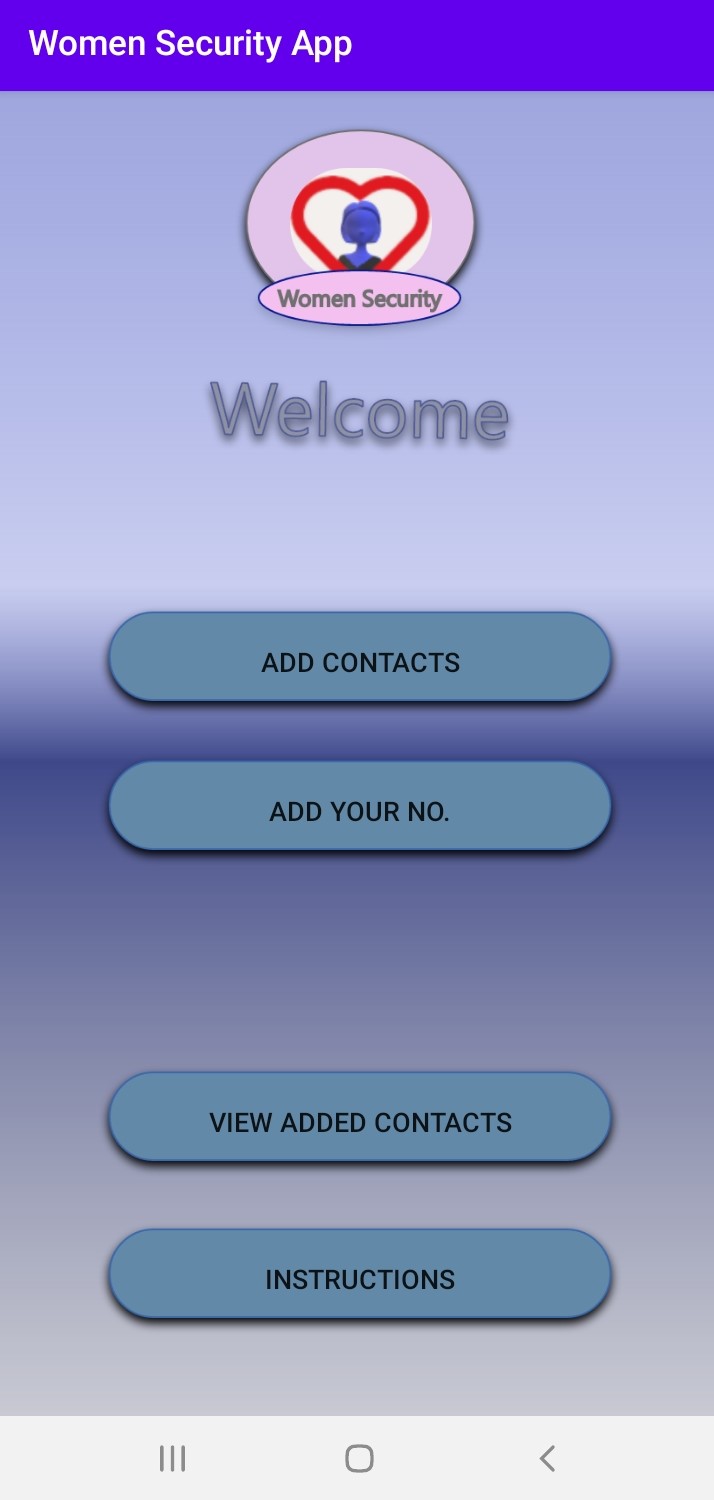 Women Security App
Women Security
Welcome
ADD CONTACTS
ADD YOUR NO.
VIEW ADDED CONTACTS
INSTRUCTIONS